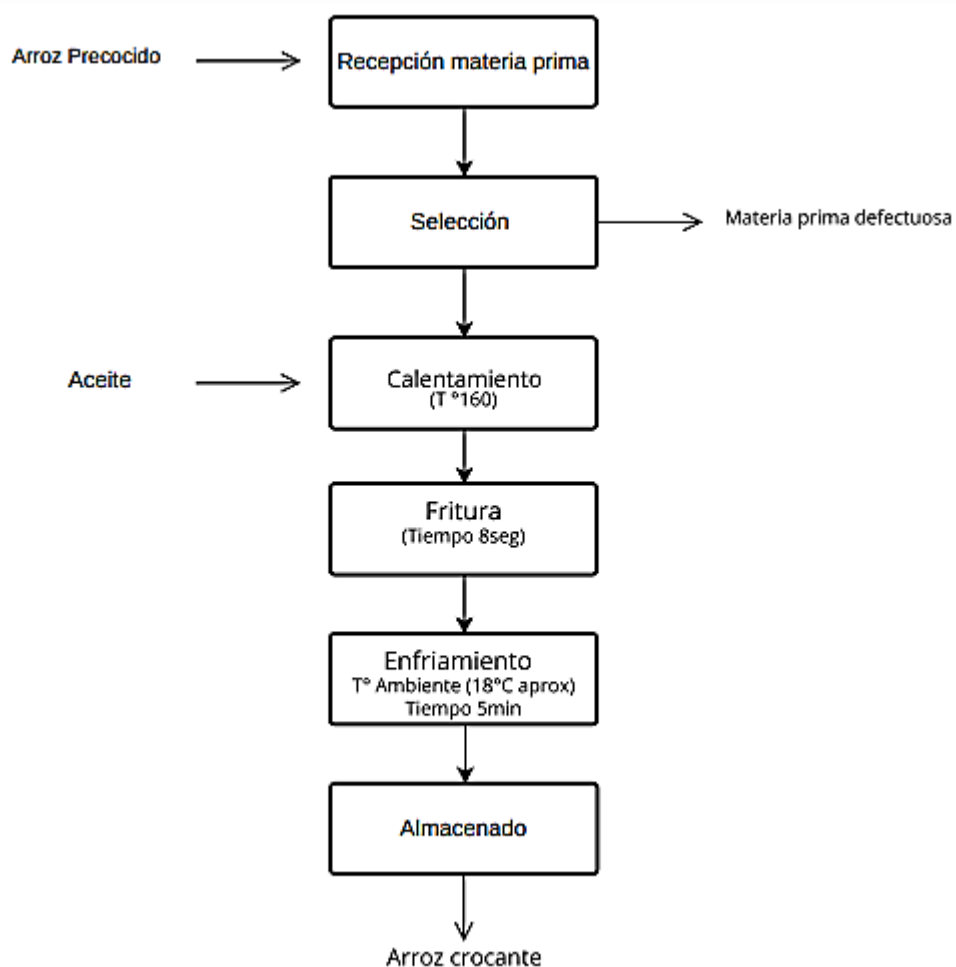 Arroz Precocido
Recepción materia prima
Selección
Materia prima defectuosa
Aceite
Calentamiento
(T °160)
Fritura
(Tiempo 8seg)
Enfriamiento
T° Ambiente (18°C aprox)
Tiempo 5min
Almacenado
Arroz crocante